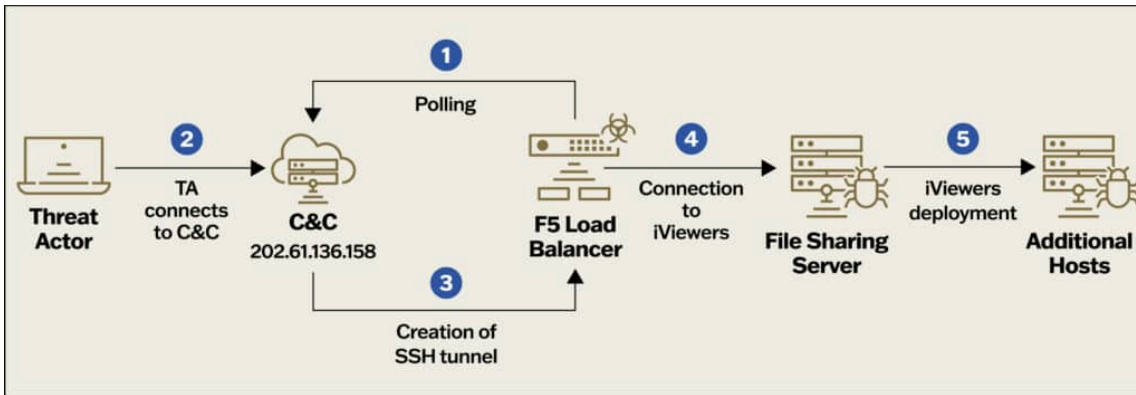 1
Polling
2
TA
connects
to C&C
Threat
Actor
C&C
202.61.136.158
3
Creation of
SSH tunnel
F5 Load
Balancer
4
Connection
to
iViewers
File Sharing
Server
5
iViewers
deployment
Additional
Hosts